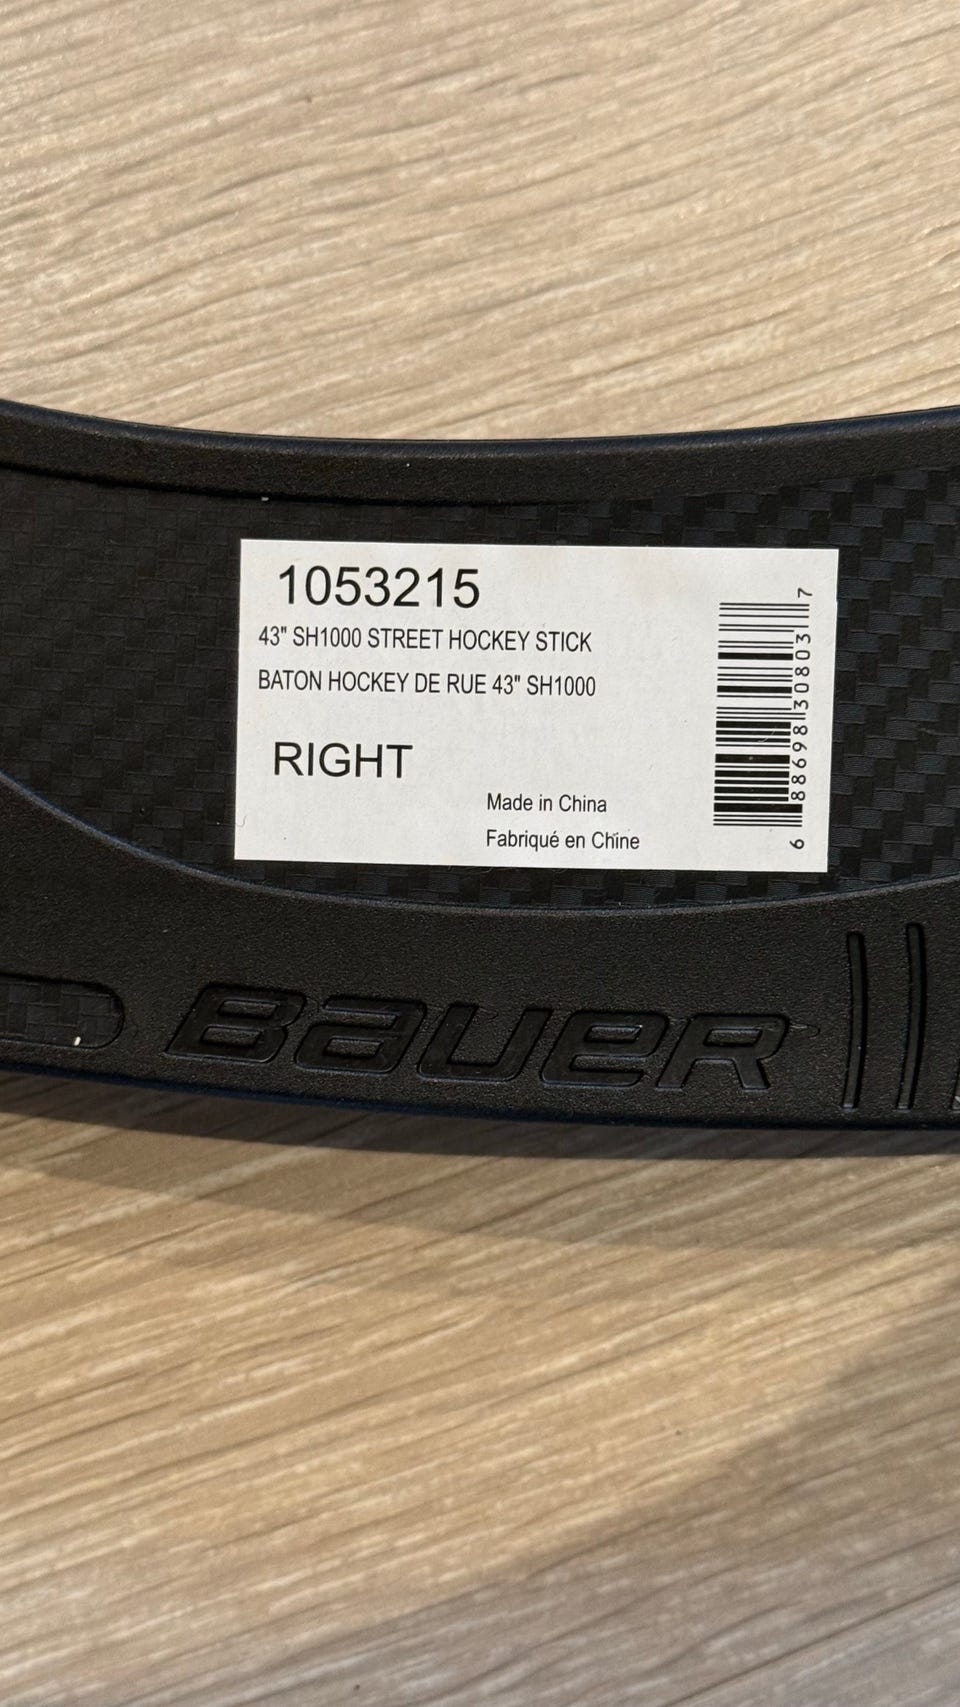 1053215
43" SH1000 STREET HOCKEY STICK
BATON HOCKEY DE RUE 43" SH1000
RIGHT
Made in China
Fabriqué en Chine
6 88698 30803 7
BAUER